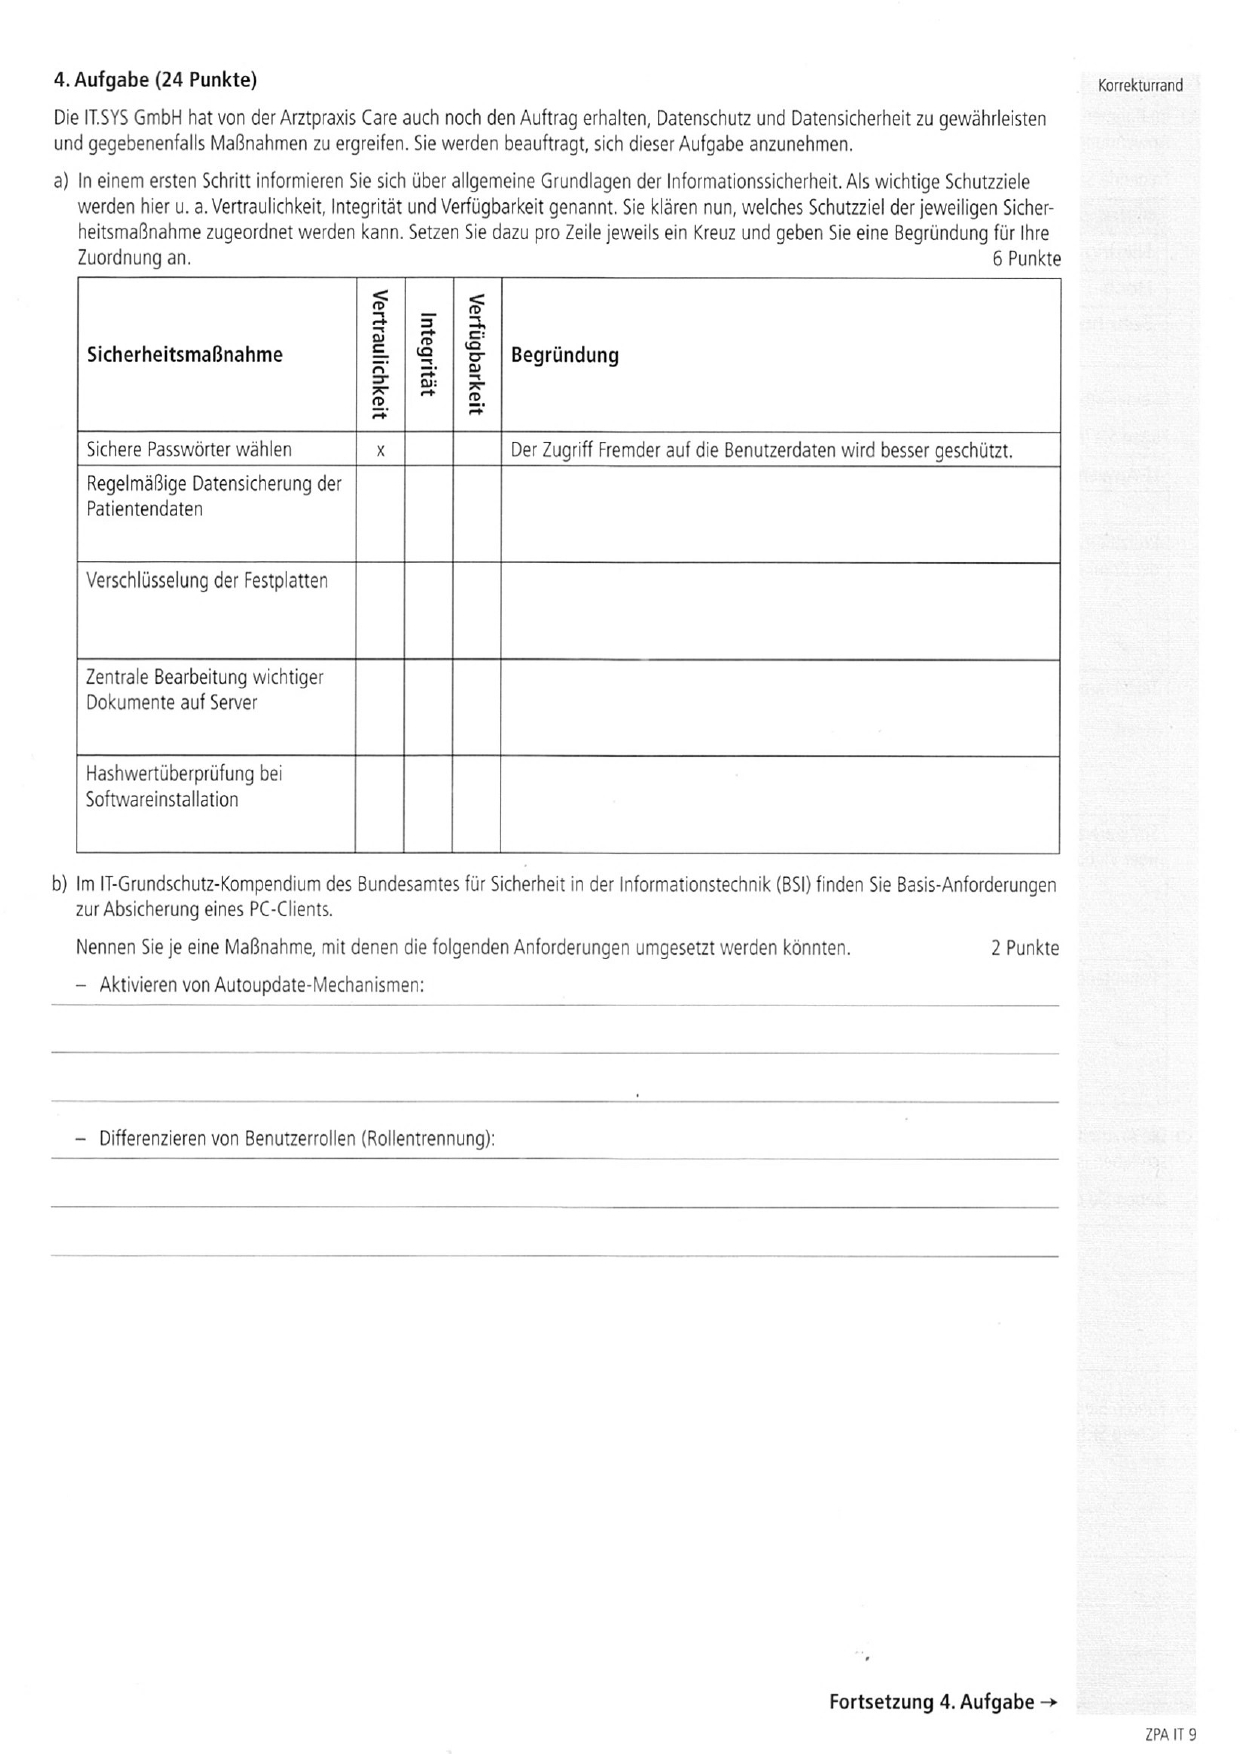 4. Aufgabe (24 Punkte)
Korrekturrand
Die IT.SYS GmbH hat von der Arztpraxis Care auch noch den Auftrag erhalten, Datenschutz und Datensicherheit zu gewährleisten
und gegebenenfalls Maßnahmen zu ergreifen. Sie werden beauftragt, sich dieser Aufgabe anzunehmen.
a) In einem ersten Schritt informieren Sie sich über allgemeine Grundlagen der Informationssicherheit. Als wichtige Schutzziele
werden hier u. a. Vertraulichkeit, Integrität und Verfügbarkeit genannt. Sie klären nun, welches Schutzziel der jeweiligen Sicher-
heitsmaßnahme zugeordnet werden kann. Setzen Sie dazu pro Zeile jeweils ein Kreuz und geben Sie eine Begründung für Ihre
Zuordnung an. 6 Punkte
Sicherheitsmaßnahme Vertraulichkeit Integrität Verfügbarkeit Begründung
Sichere Passwörter wählen x Der Zugriff Fremder auf die Benutzerdaten wird besser geschützt.
Regelmäßige Datensicherung der
Patientendaten
Verschlüsselung der Festplatten
Zentrale Bearbeitung wichtiger
Dokumente auf Server
Hashwertüberprüfung bei
Softwareinstallation
b) Im IT-Grundschutz-Kompendium des Bundesamtes für Sicherheit in der Informationstechnik (BSI) finden Sie Basis-Anforderungen
zur Absicherung eines PC-Clients.
Nennen Sie je eine Maßnahme, mit denen die folgenden Anforderungen umgesetzt werden könnten. 2 Punkte
– Aktivieren von Autoupdate-Mechanismen:
– Differenzieren von Benutzerrollen (Rollentrennung):
Fortsetzung 4. Aufgabe →
ZPA IT 9